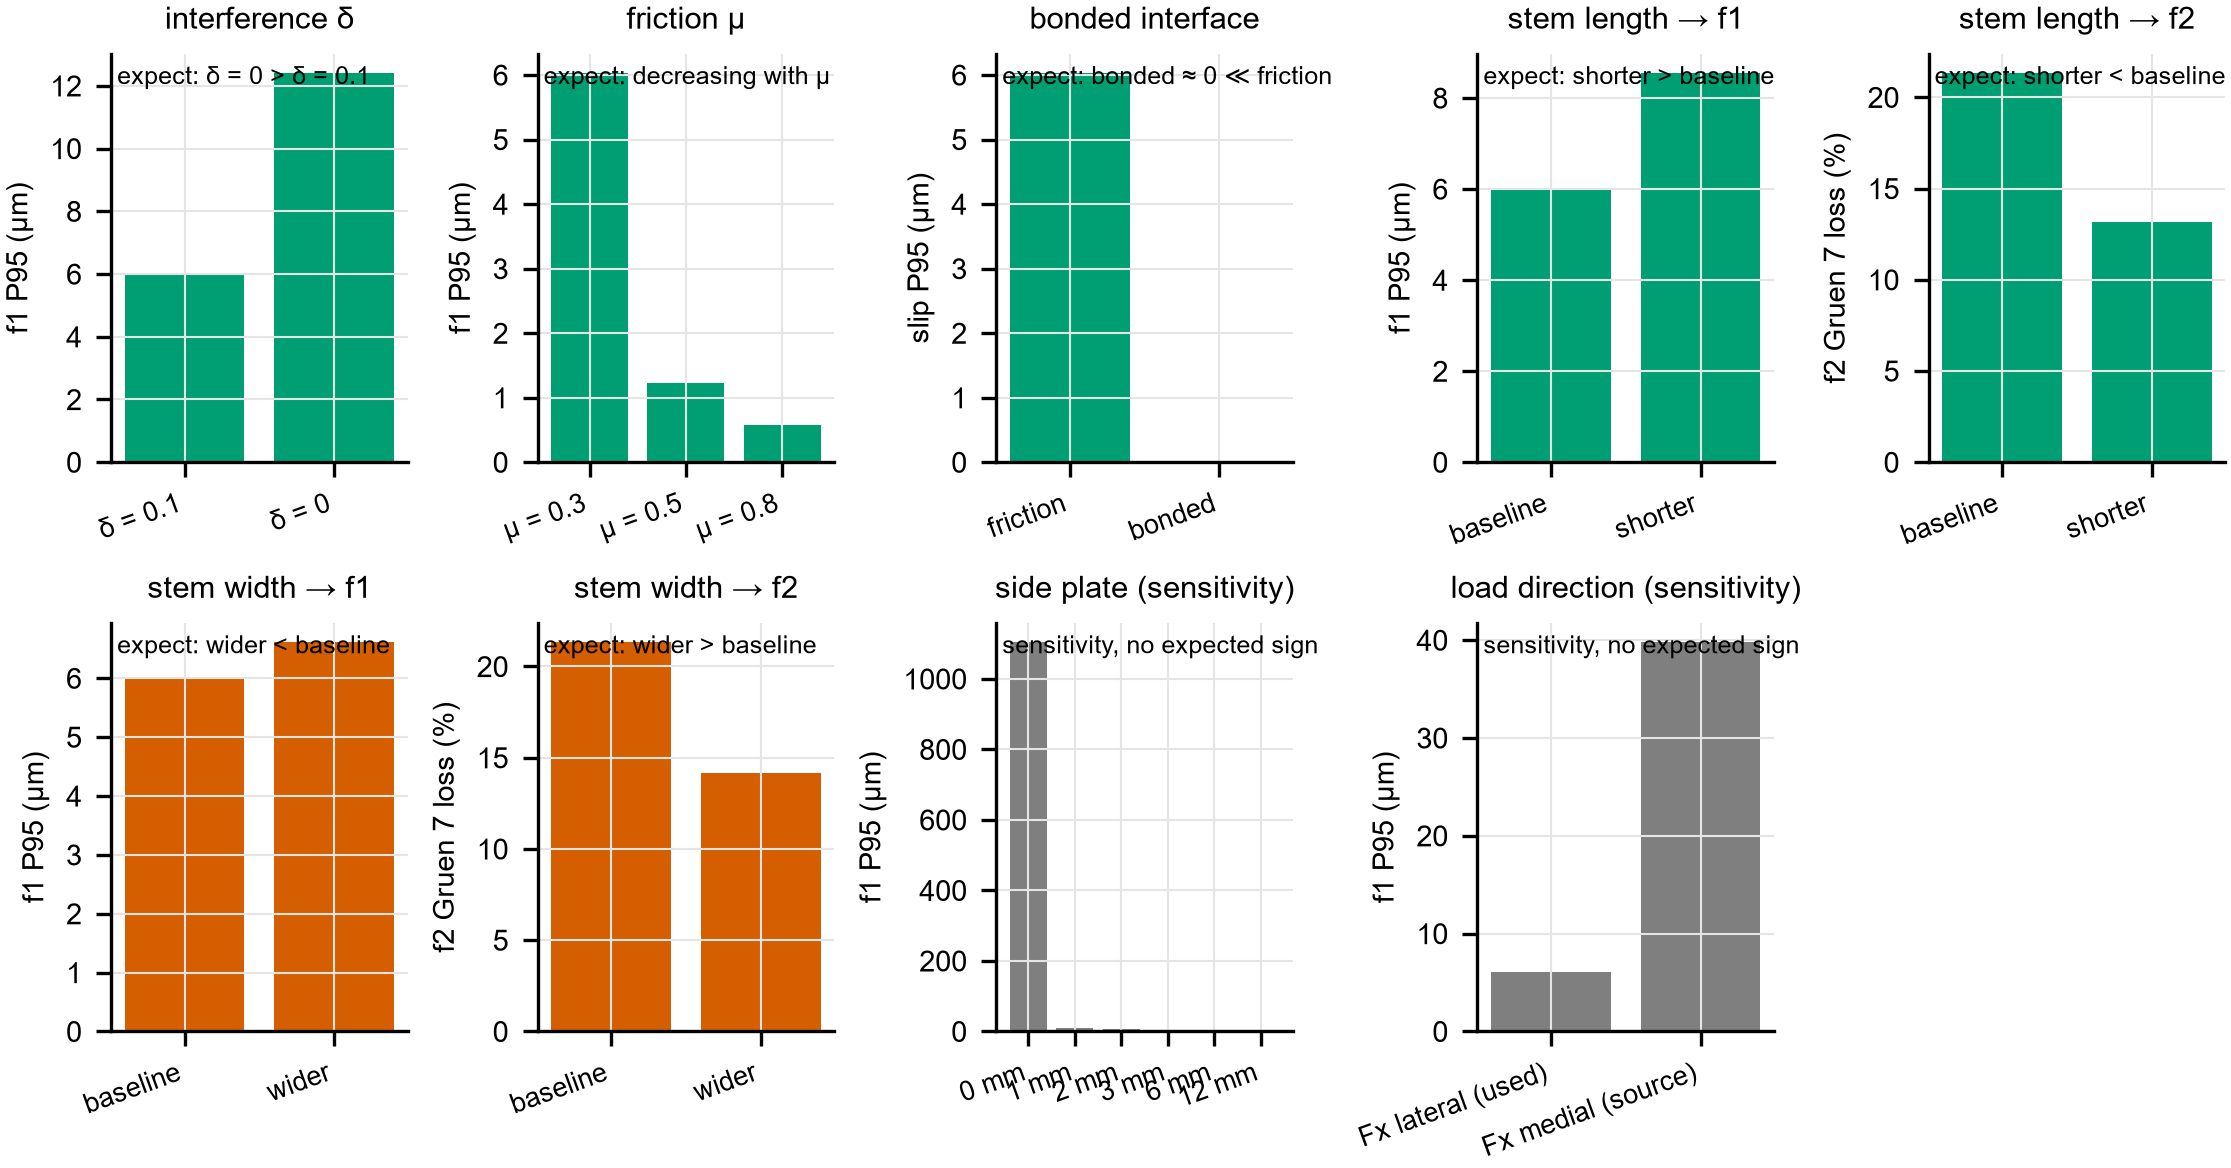 interference δ
expect: δ = 0 > δ = 0.1
f1 P95 (µm)
12
10
8
6
4
2
0
δ = 0.1
δ = 0
friction µ
expect: decreasing with µ
f1 P95 (µm)
6
5
4
3
2
1
0
µ = 0.3
µ = 0.5
µ = 0.8
bonded interface
expect: bonded ≈ 0 ≪ friction
slip P95 (µm)
6
5
4
3
2
1
0
friction
bonded
stem length → f1
expect: shorter > baseline
f1 P95 (µm)
8
6
4
2
0
baseline
shorter
stem length → f2
expect: shorter < baseline
f2 Gruen 7 loss (%)
20
15
10
5
0
baseline
shorter
stem width → f1
expect: wider < baseline
f1 P95 (µm)
6
5
4
3
2
1
0
baseline
wider
stem width → f2
expect: wider > baseline
f2 Gruen 7 loss (%)
20
15
10
5
0
baseline
wider
side plate (sensitivity)
sensitivity, no expected sign
f1 P95 (µm)
1000
800
600
400
200
0
0 mm
1 mm
2 mm
3 mm
6 mm
12 mm
load direction (sensitivity)
sensitivity, no expected sign
f1 P95 (µm)
40
30
20
10
0
Fx lateral (used)
Fx medial (source)